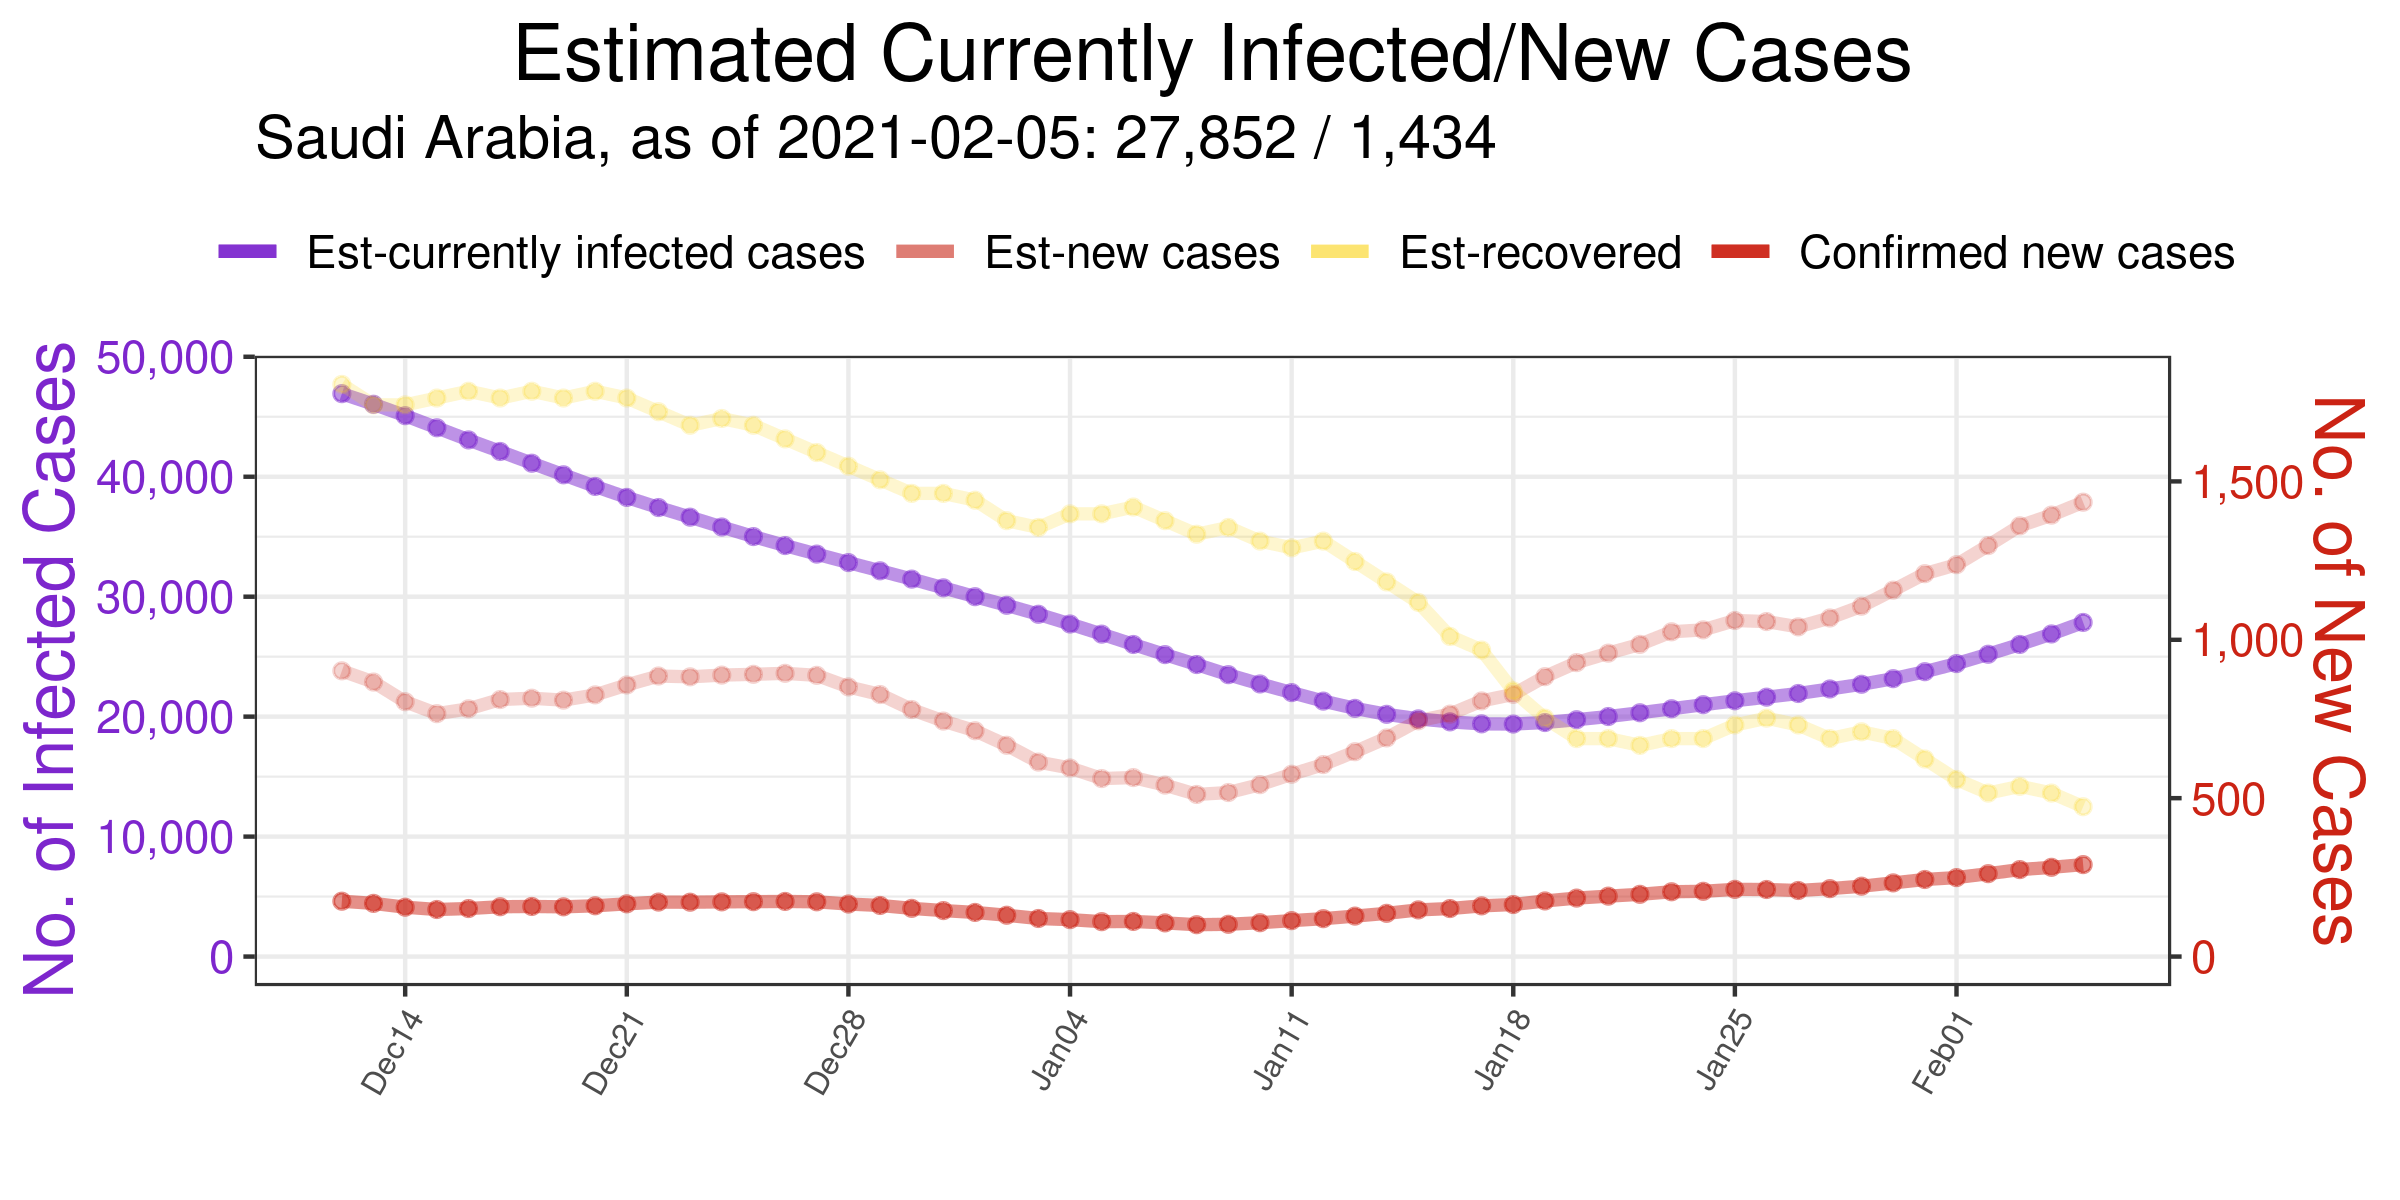 Estimated Currently Infected/New Cases
Saudi Arabia, as of 2021-02-05: 27,852 / 1,434
Est-currently infected cases Est-new cases Est-recovered Confirmed new cases
No. of Infected Cases
50,000
40,000
30,000
20,000
10,000
0
No. of New Cases
1,500
1,000
500
0
Dec14 Dec21 Dec28 Jan04 Jan11 Jan18 Jan25 Feb01